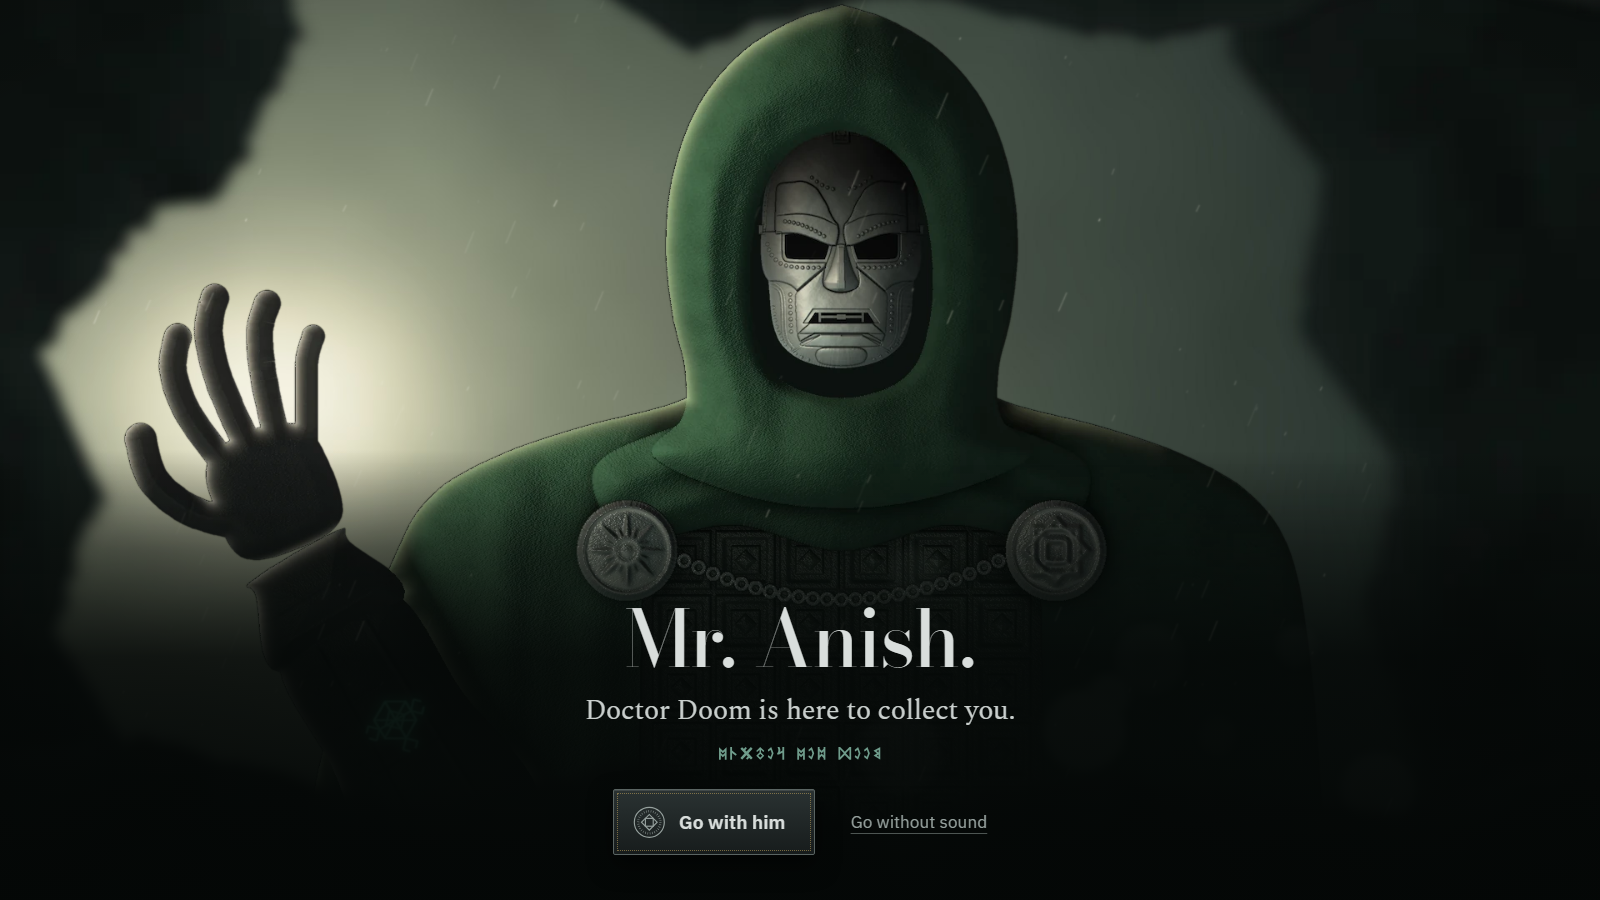 Mr. Anish.
Doctor Doom is here to collect you.
Go with him
Go without sound